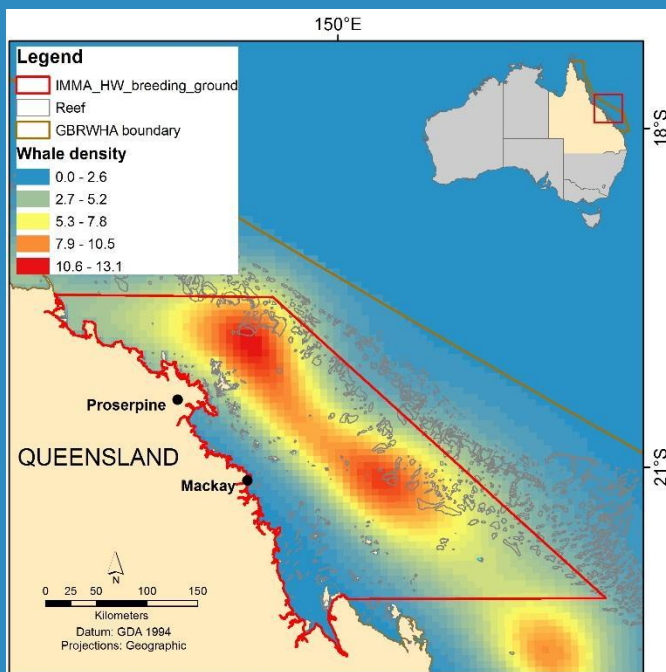 150°E
Legend
IMMA_HW_breeding_ground
Reef
GBRWHA boundary
Whale density
0.0 - 2.6
2.7 - 5.2
5.3 - 7.8
7.9 - 10.5
10.6 - 13.1
18°S
Proserpine
QUEENSLAND
21°S
Mackay
N
0 25 50 100 150
Kilometers
Datum: GDA 1994
Projections: Geographic